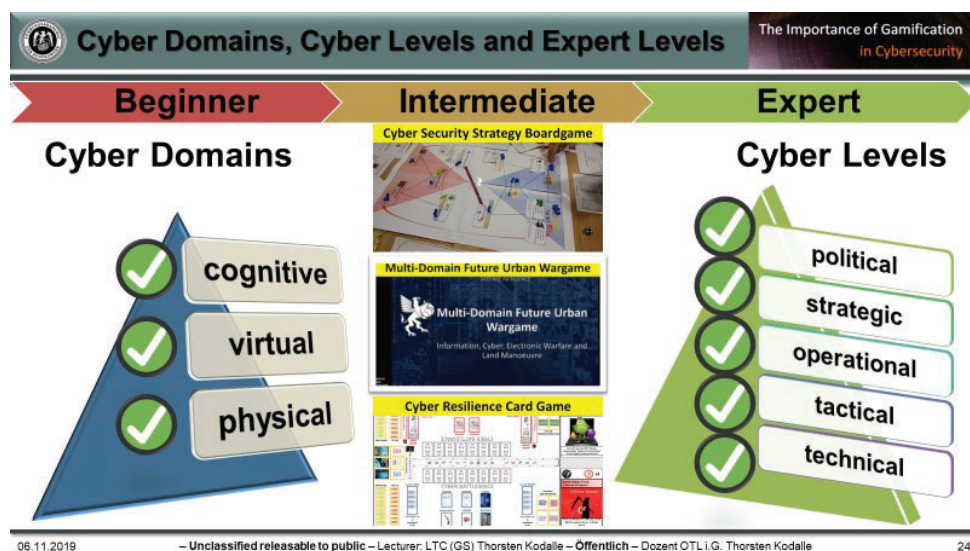 Cyber Domains, Cyber Levels and Expert Levels
The Importance of Gamification
in Cybersecurity
Beginner
Intermediate
Expert
Cyber Domains
cognitive
virtual
physical
Cyber Security Strategy Boardgame
Multi-Domain Future Urban Wargame
Multi-Domain Future Urban
Wargame
Information, Cyber, Electronic Warfare and
Land Manoeuvre
Cyber Resilience Card Game
CYBER BATTLESPACE
Cyber Levels
political
strategic
operational
tactical
technical
06.11.2019
– Unclassified releasable to public – Lecturer: LTC (GS) Thorsten Kodalle – Öffentlich – Dozent OTL i.G. Thorsten Kodalle
24